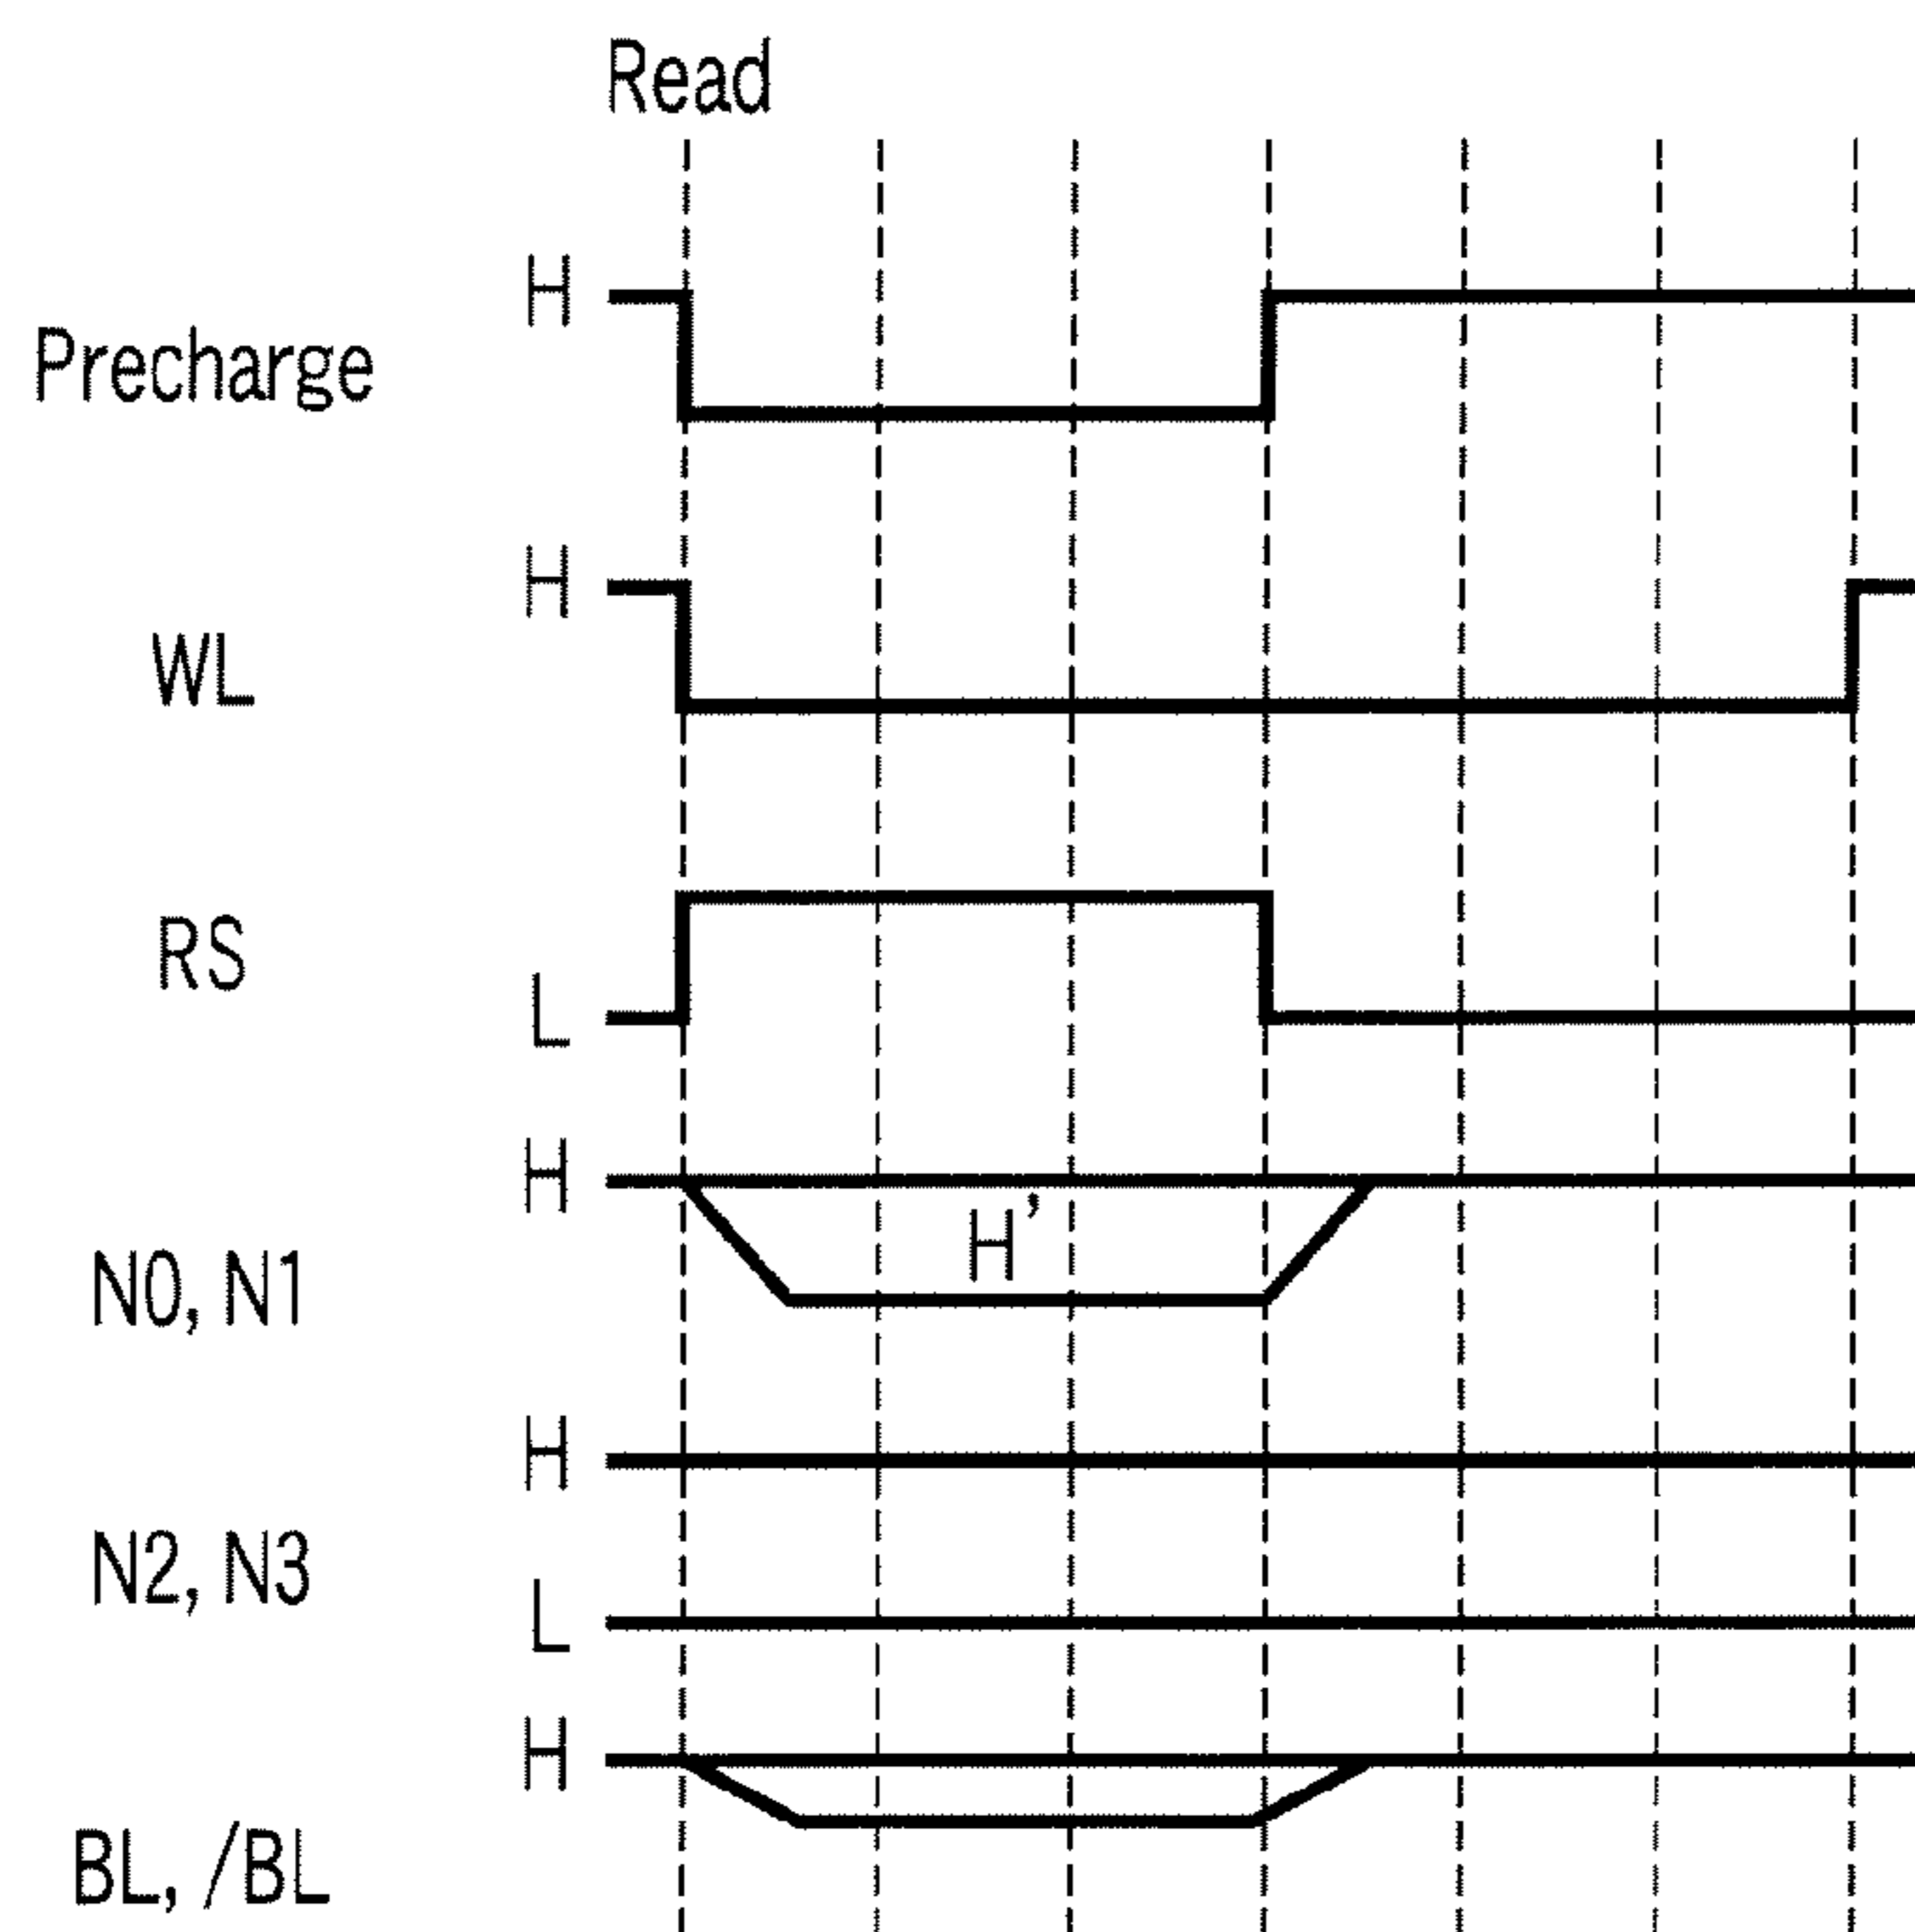 Read
H
Precharge
H
WL
RS
L
H
H’
N0, N1
H
N2, N3
L
H
BL, /BL